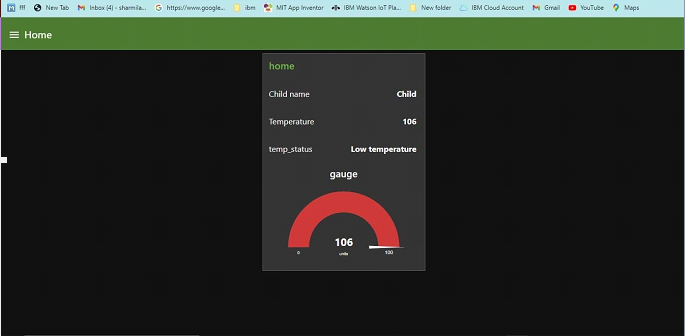 fff New Tab Inbox (4) - sharmila... https://www.google... ibm MIT App Inventor IBM Watson IoT Pla... New folder IBM Cloud Account Gmail YouTube Maps
Home
home
Child name Child
Temperature 106
temp_status Low temperature
gauge
106
0 units 100